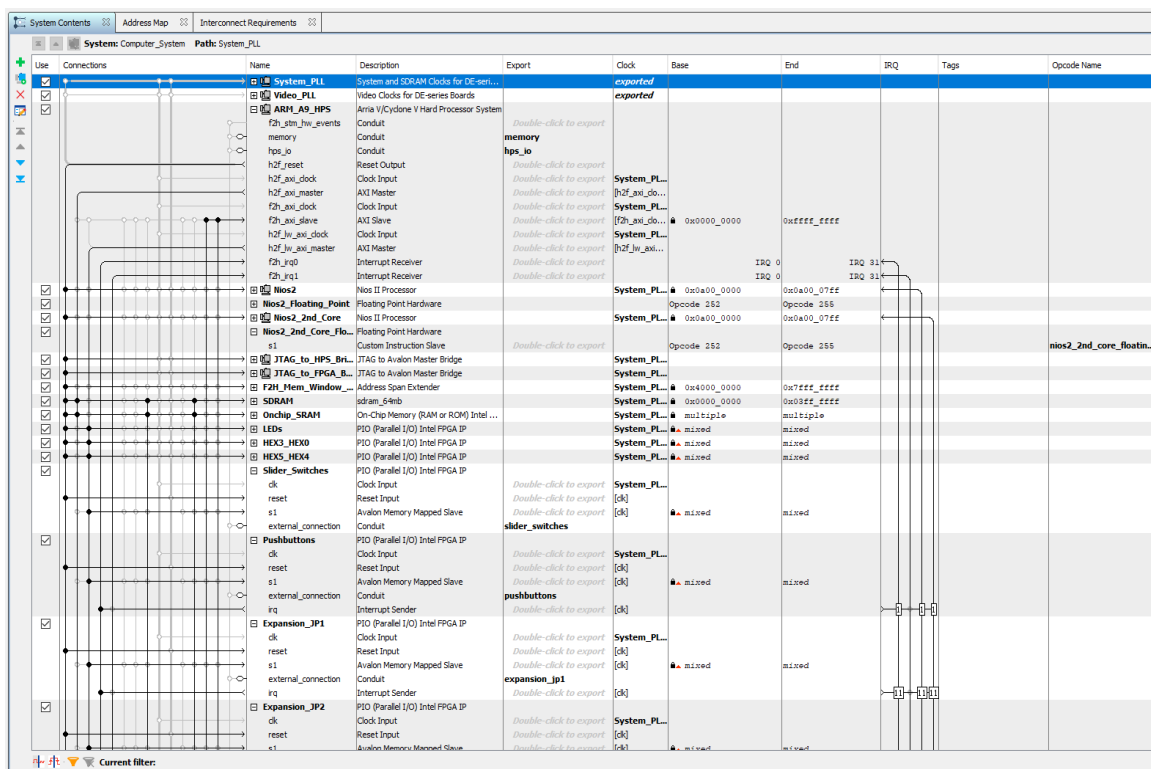 System Contents Address Map Interconnect Requirements
System: Computer_System Path: System_PLL
Use Connections Name Description Export Clock Base End IRQ Tags Opcode Name
System_PLL System and SDRAM Clocks for DE-seri... exported
Video_PLL Video Clocks for DE-series Boards exported
ARM_A9_HPS Arria V/Cyclone V Hard Processor System
f2h_stm_hw_events Conduit Double-click to export
memory Conduit memory
hps_io Conduit hps_io
h2f_reset Reset Output Double-click to export
h2f_axi_clock Clock Input Double-click to export System_PL...
h2f_axi_master AXI Master Double-click to export [h2f_axi_clo...
f2h_axi_clock Clock Input Double-click to export System_PL...
f2h_axi_slave AXI Slave Double-click to export [f2h_axi_clo... 0x0000_0000 0xffff_ffff
h2f_lw_axi_clock Clock Input Double-click to export System_PL...
h2f_lw_axi_master AXI Master Double-click to export [h2f_lw_axi...
f2h_irq0 Interrupt Receiver Double-click to export IRQ 0 IRQ 31
f2h_irq1 Interrupt Receiver Double-click to export IRQ 0 IRQ 31
Nios2 Nios II Processor System_PL... 0x0a00_0000 0x0a00_07ff
Nios2_Floating_Point Floating Point Hardware Opcode 252 Opcode 255
Nios2_2nd_Core Nios II Processor System_PL... 0x0a00_0000 0x0a00_07ff
Nios2_2nd_Core_Flo... Floating Point Hardware
s1 Custom Instruction Slave Double-click to export Opcode 252 Opcode 255 nios2_2nd_core_floatin...
JTAG_to_HPS_Bri... JTAG to Avalon Master Bridge System_PL...
JTAG_to_FPGA_B... JTAG to Avalon Master Bridge System_PL...
F2H_Mem_Window_... Address Span Extender System_PL... 0x4000_0000 0x7fff_ffff
SDRAM sdram_64mb System_PL... 0x0000_0000 0x03ff_ffff
Onchip_SRAM On-Chip Memory (RAM or ROM) Intel ... System_PL... multiple multiple
LEDs PIO (Parallel I/O) Intel FPGA IP System_PL... mixed mixed
HEX3_HEX0 PIO (Parallel I/O) Intel FPGA IP System_PL... mixed mixed
HEX5_HEX4 PIO (Parallel I/O) Intel FPGA IP System_PL... mixed mixed
Slider_Switches PIO (Parallel I/O) Intel FPGA IP
clk Clock Input Double-click to export System_PL...
reset Reset Input Double-click to export [clk]
s1 Avalon Memory Mapped Slave Double-click to export [clk] mixed mixed
external_connection Conduit slider_switches
Pushbuttons PIO (Parallel I/O) Intel FPGA IP
clk Clock Input Double-click to export System_PL...
reset Reset Input Double-click to export [clk]
s1 Avalon Memory Mapped Slave Double-click to export [clk] mixed mixed
external_connection Conduit pushbuttons
irq Interrupt Sender Double-click to export [clk] 1 1 1
Expansion_JP1 PIO (Parallel I/O) Intel FPGA IP
clk Clock Input Double-click to export System_PL...
reset Reset Input Double-click to export [clk]
s1 Avalon Memory Mapped Slave Double-click to export [clk] mixed mixed
external_connection Conduit expansion_jp1
irq Interrupt Sender Double-click to export [clk] 11 11 11
Expansion_JP2 PIO (Parallel I/O) Intel FPGA IP
clk Clock Input Double-click to export System_PL...
reset Reset Input Double-click to export [clk]
s1 Avalon Memory Mapped Slave Double-click to export [clk] mixed mixed
Current filter: